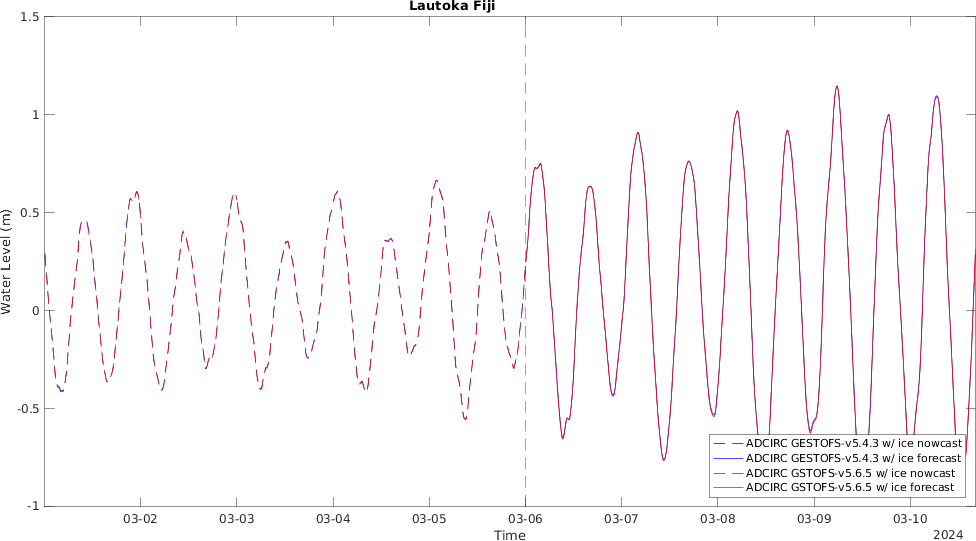 Lautoka Fiji
1.5
1
0.5
0
-0.5
-1
Water Level (m)
ADCIRC GESTOFS-v5.4.3 w/ ice nowcast
ADCIRC GESTOFS-v5.4.3 w/ ice forecast
ADCIRC GSTOFS-v5.6.5 w/ ice nowcast
ADCIRC GSTOFS-v5.6.5 w/ ice forecast
03-02 03-03 03-04 03-05 03-06 03-07 03-08 03-09 03-10
Time
2024